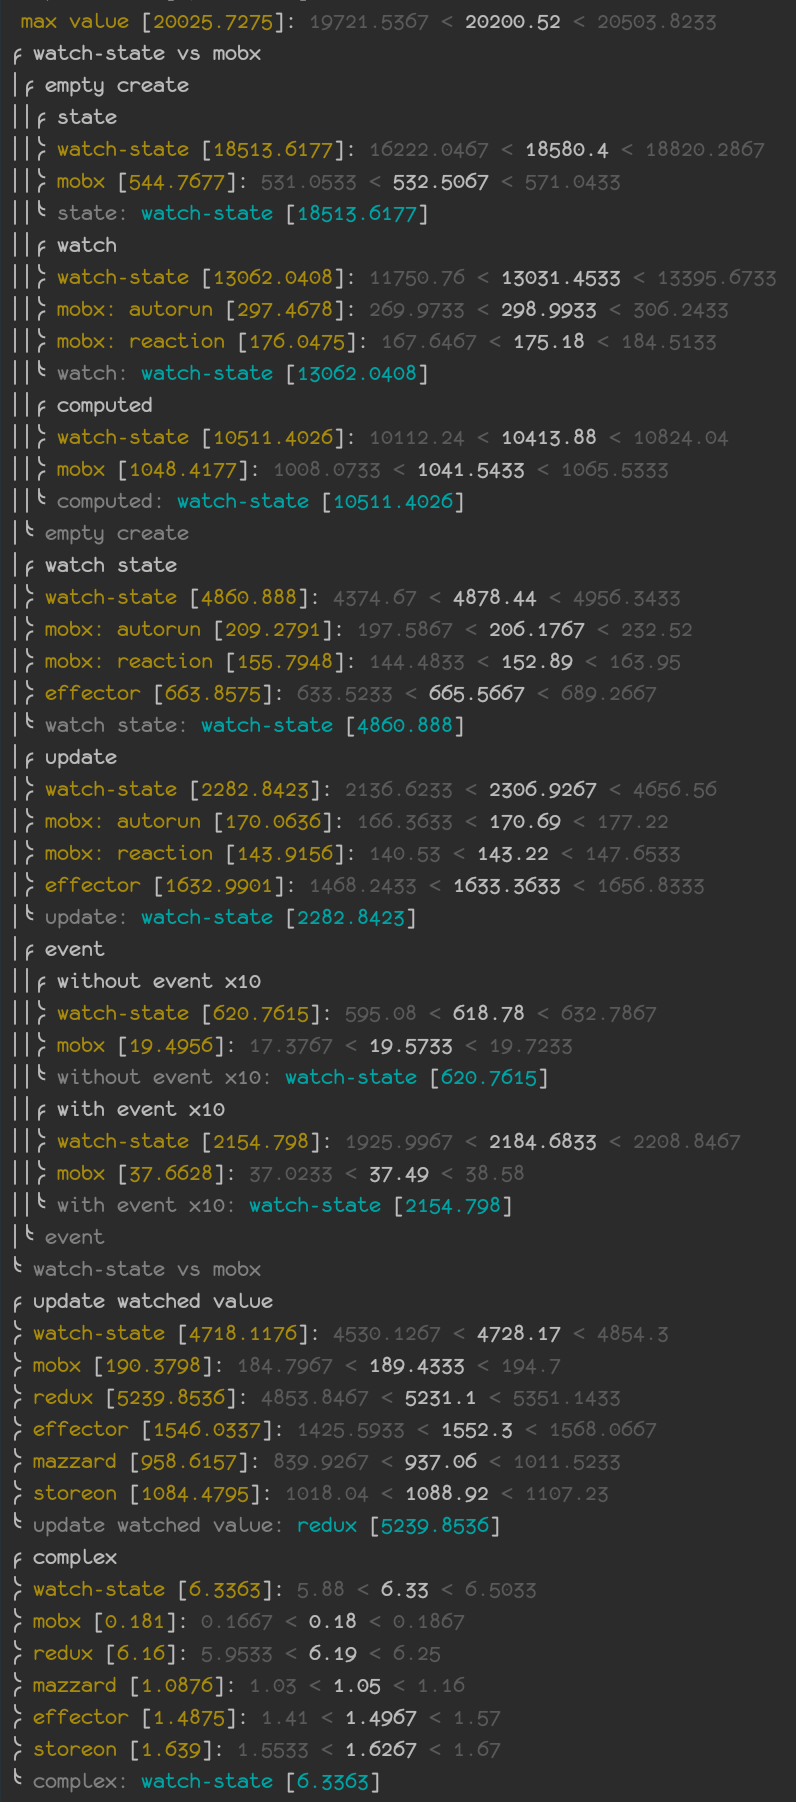 max value [20025.7275]: 19721.5367 < 20200.52 < 20503.8233
╭ watch-state vs mobx
│╭ empty create
││╭ state
││├ watch-state [18513.6177]: 16222.0467 < 18580.4 < 18820.2867
││├ mobx [544.7677]: 531.0533 < 532.5067 < 571.0433
││╰ state: watch-state [18513.6177]
││╭ watch
││├ watch-state [13062.0408]: 11750.76 < 13031.4533 < 13395.6733
││├ mobx: autorun [297.4678]: 269.9733 < 298.9933 < 306.2433
││├ mobx: reaction [176.0475]: 167.6467 < 175.18 < 184.5133
││╰ watch: watch-state [13062.0408]
││╭ computed
││├ watch-state [10511.4026]: 10112.24 < 10413.88 < 10824.04
││├ mobx [1048.4177]: 1008.0733 < 1041.5433 < 1065.5333
││╰ computed: watch-state [10511.4026]
│╰ empty create
│╭ watch state
│├ watch-state [4860.888]: 4374.67 < 4878.44 < 4956.3433
│├ mobx: autorun [209.2791]: 197.5867 < 206.1767 < 232.52
│├ mobx: reaction [155.7948]: 144.4833 < 152.89 < 163.95
│├ effector [663.8575]: 633.5233 < 665.5667 < 689.2667
│╰ watch state: watch-state [4860.888]
│╭ update
│├ watch-state [2282.8423]: 2136.6233 < 2306.9267 < 4656.56
│├ mobx: autorun [170.0636]: 166.3633 < 170.69 < 177.22
│├ mobx: reaction [143.9156]: 140.53 < 143.22 < 147.6533
│├ effector [1632.9901]: 1468.2433 < 1633.3633 < 1656.8333
│╰ update: watch-state [2282.8423]
│╭ event
││╭ without event x10
││├ watch-state [620.7615]: 595.08 < 618.78 < 632.7867
││├ mobx [19.4956]: 17.3767 < 19.5733 < 19.7233
││╰ without event x10: watch-state [620.7615]
││╭ with event x10
││├ watch-state [2154.798]: 1925.9967 < 2184.6833 < 2208.8467
││├ mobx [37.6628]: 37.0233 < 37.49 < 38.58
││╰ with event x10: watch-state [2154.798]
│╰ event
╰ watch-state vs mobx
╭ update watched value
├ watch-state [4718.1176]: 4530.1267 < 4728.17 < 4854.3
├ mobx [190.3798]: 184.7967 < 189.4333 < 194.7
├ redux [5239.8536]: 4853.8467 < 5231.1 < 5351.1433
├ effector [1546.0337]: 1425.5933 < 1552.3 < 1568.0667
├ mazzard [958.6157]: 839.9267 < 937.06 < 1011.5233
├ storeon [1084.4795]: 1018.04 < 1088.92 < 1107.23
╰ update watched value: redux [5239.8536]
╭ complex
├ watch-state [6.3363]: 5.88 < 6.33 < 6.5033
├ mobx [0.181]: 0.1667 < 0.18 < 0.1867
├ redux [6.16]: 5.9533 < 6.19 < 6.25
├ mazzard [1.0876]: 1.03 < 1.05 < 1.16
├ effector [1.4875]: 1.41 < 1.4967 < 1.57
├ storeon [1.639]: 1.5533 < 1.6267 < 1.67
╰ complex: watch-state [6.3363]